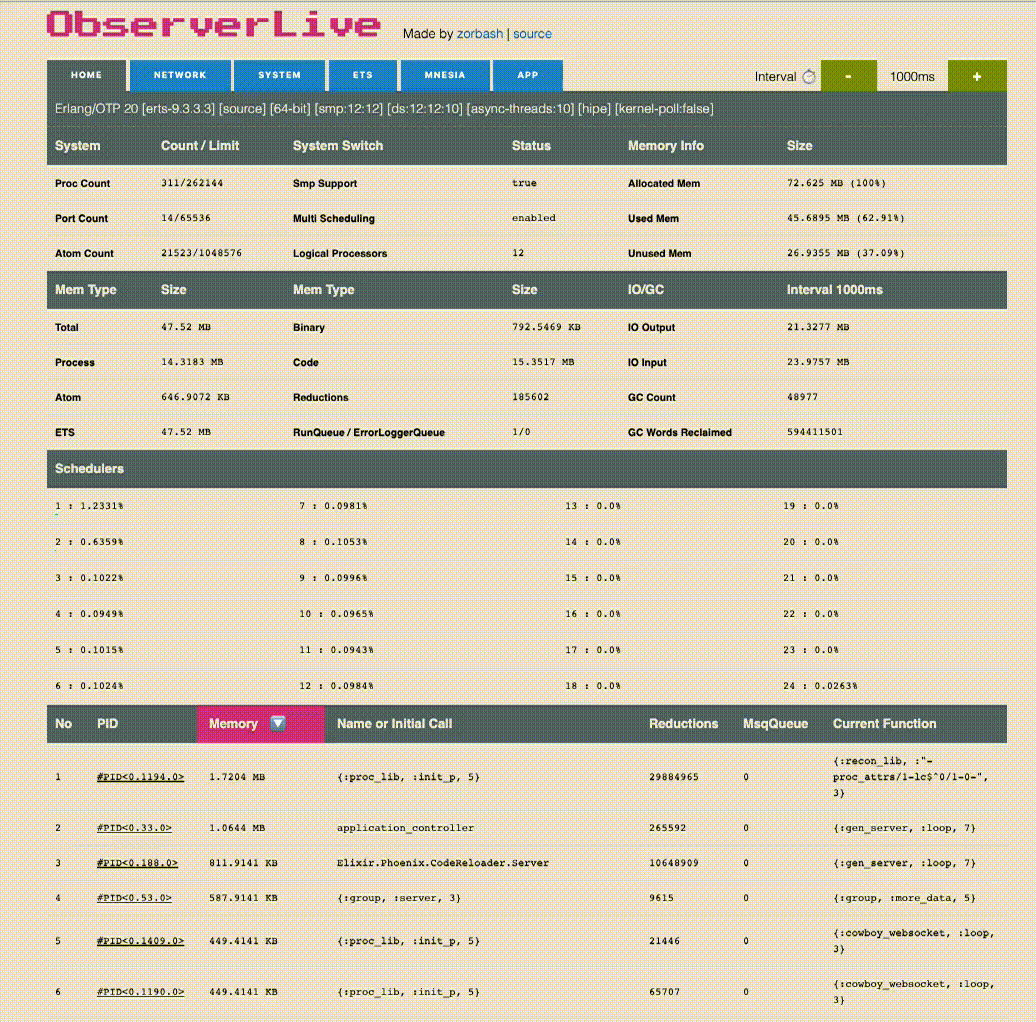 ObserverLive Made by zorbash | source
HOME NETWORK SYSTEM ETS MNESIA APP Interval - 1000ms +
Erlang/OTP 20 [erts-9.3.3.3] [source] [64-bit] [smp:12:12] [ds:12:12:10] [async-threads:10] [hipe] [kernel-poll:false]
System Count / Limit System Switch Status Memory Info Size
Proc Count 311/262144 Smp Support true Allocated Mem 72.625 MB (100%)
Port Count 14/65536 Multi Scheduling enabled Used Mem 45.6895 MB (62.91%)
Atom Count 21523/1048576 Logical Processors 12 Unused Mem 26.9355 MB (37.09%)
Mem Type Size Mem Type Size IO/GC Interval 1000ms
Total 47.52 MB Binary 792.5469 KB IO Output 21.3277 MB
Process 14.3183 MB Code 15.3517 MB IO Input 23.9757 MB
Atom 646.9072 KB Reductions 185602 GC Count 48977
ETS 47.52 MB RunQueue / ErrorLoggerQueue 1/0 GC Words Reclaimed 594411501
Schedulers
1 : 1.2331% 7 : 0.0981% 13 : 0.0% 19 : 0.0%
2 : 0.6359% 8 : 0.1053% 14 : 0.0% 20 : 0.0%
3 : 0.1022% 9 : 0.0996% 15 : 0.0% 21 : 0.0%
4 : 0.0949% 10 : 0.0965% 16 : 0.0% 22 : 0.0%
5 : 0.1015% 11 : 0.0943% 17 : 0.0% 23 : 0.0%
6 : 0.1024% 12 : 0.0984% 18 : 0.0% 24 : 0.0263%
No PID Memory Name or Initial Call Reductions MsqQueue Current Function
1 #PID<0.1194.0> 1.7204 MB {:proc_lib, :init_p, 5} 29884965 0 {:recon_lib, :"-
proc_attrs/1-lc$^0/1-0-",
3}
2 #PID<0.33.0> 1.0644 MB application_controller 265592 0 {:gen_server, :loop, 7}
3 #PID<0.188.0> 811.9141 KB Elixir.Phoenix.CodeReloader.Server 10648909 0 {:gen_server, :loop, 7}
4 #PID<0.53.0> 587.9141 KB {:group, :server, 3} 9615 0 {:group, :more_data, 5}
5 #PID<0.1409.0> 449.4141 KB {:proc_lib, :init_p, 5} 21446 0 {:cowboy_websocket, :loop,
3}
6 #PID<0.1190.0> 449.4141 KB {:proc_lib, :init_p, 5} 65707 0 {:cowboy_websocket, :loop,
3}